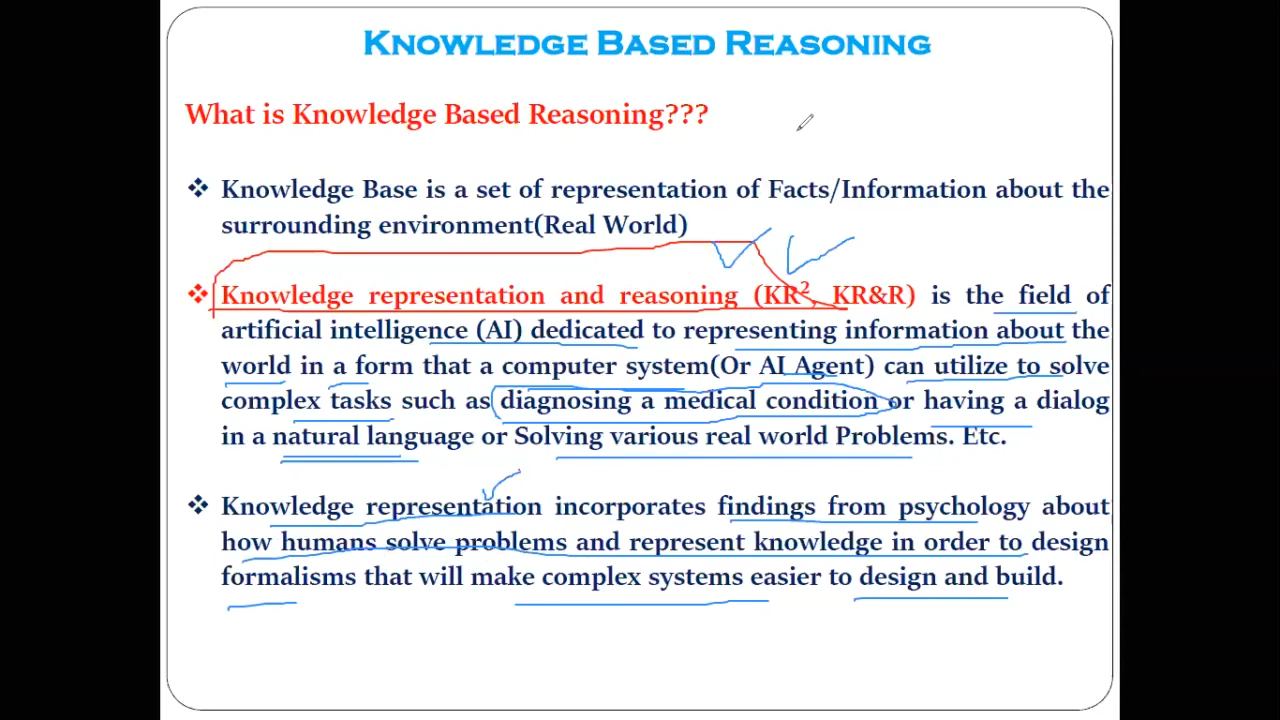 KNOWLEDGE BASED REASONING
What is Knowledge Based Reasoning???
❖ Knowledge Base is a set of representation of Facts/Information about the
surrounding environment(Real World)
❖ Knowledge representation and reasoning (KR², KR&R) is the field of
artificial intelligence (AI) dedicated to representing information about the
world in a form that a computer system(Or AI Agent) can utilize to solve
complex tasks such as diagnosing a medical condition or having a dialog
in a natural language or Solving various real world Problems. Etc.
❖ Knowledge representation incorporates findings from psychology about
how humans solve problems and represent knowledge in order to design
formalisms that will make complex systems easier to design and build.